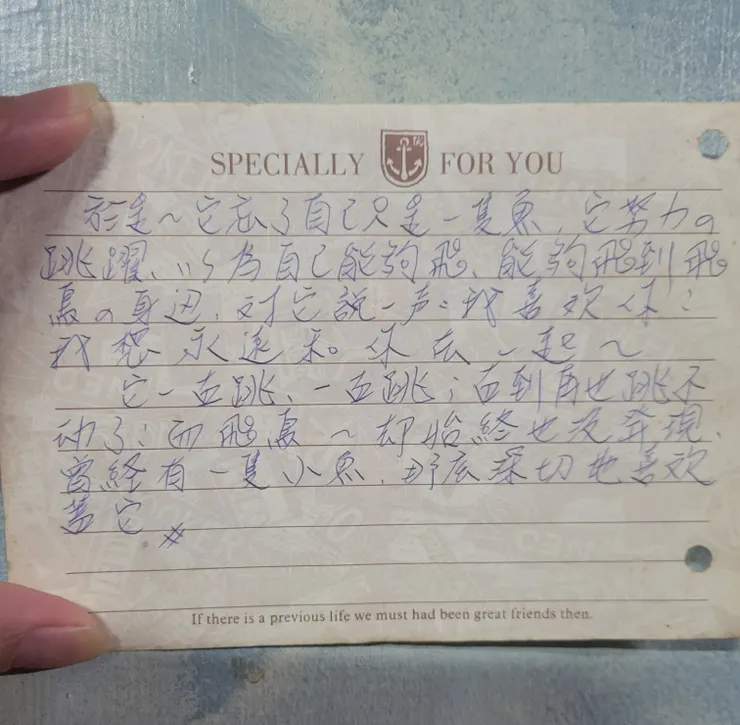 SPECIALLY FOR YOU
於是～它忘了自己只是一隻魚，它努力の
跳躍、以為自己能夠飛、能夠飛到飛
鳥の身边，对它說一声：我喜欢你；
我想永遠和你在一起～
它一直跳、一直跳；直到再也跳不
动了；而飛鳥～却始終也沒発現、
曾経有一隻小魚，那底深切地喜欢
著它。
If there is a previous life we must had been great friends then.